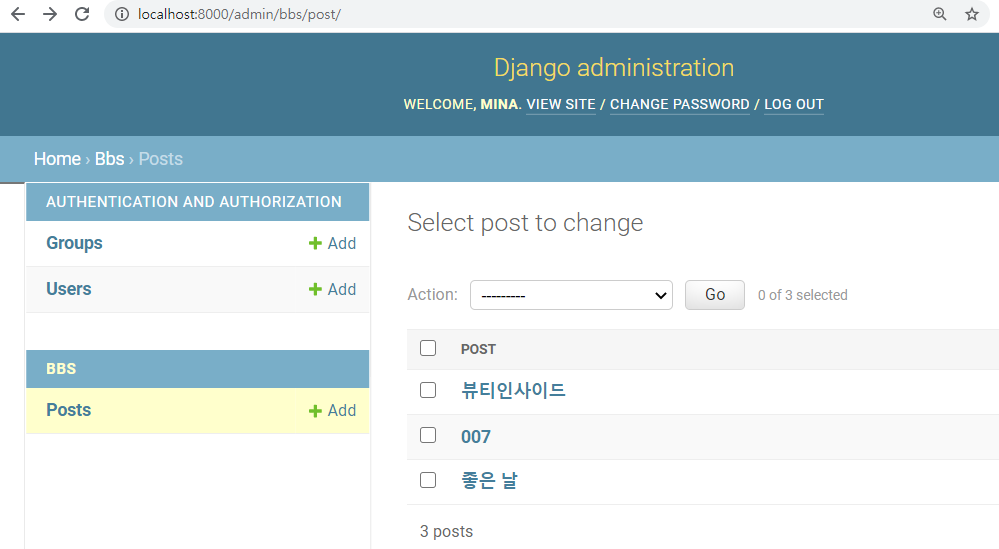 localhost:8000/admin/bbs/post/
Django administration
WELCOME, MINA. VIEW SITE / CHANGE PASSWORD / LOG OUT
Home › Bbs › Posts
AUTHENTICATION AND AUTHORIZATION
Groups + Add
Users + Add
BBS
Posts + Add
Select post to change
Action: --------- Go 0 of 3 selected
POST
뷰티인사이드
007
좋은 날
3 posts